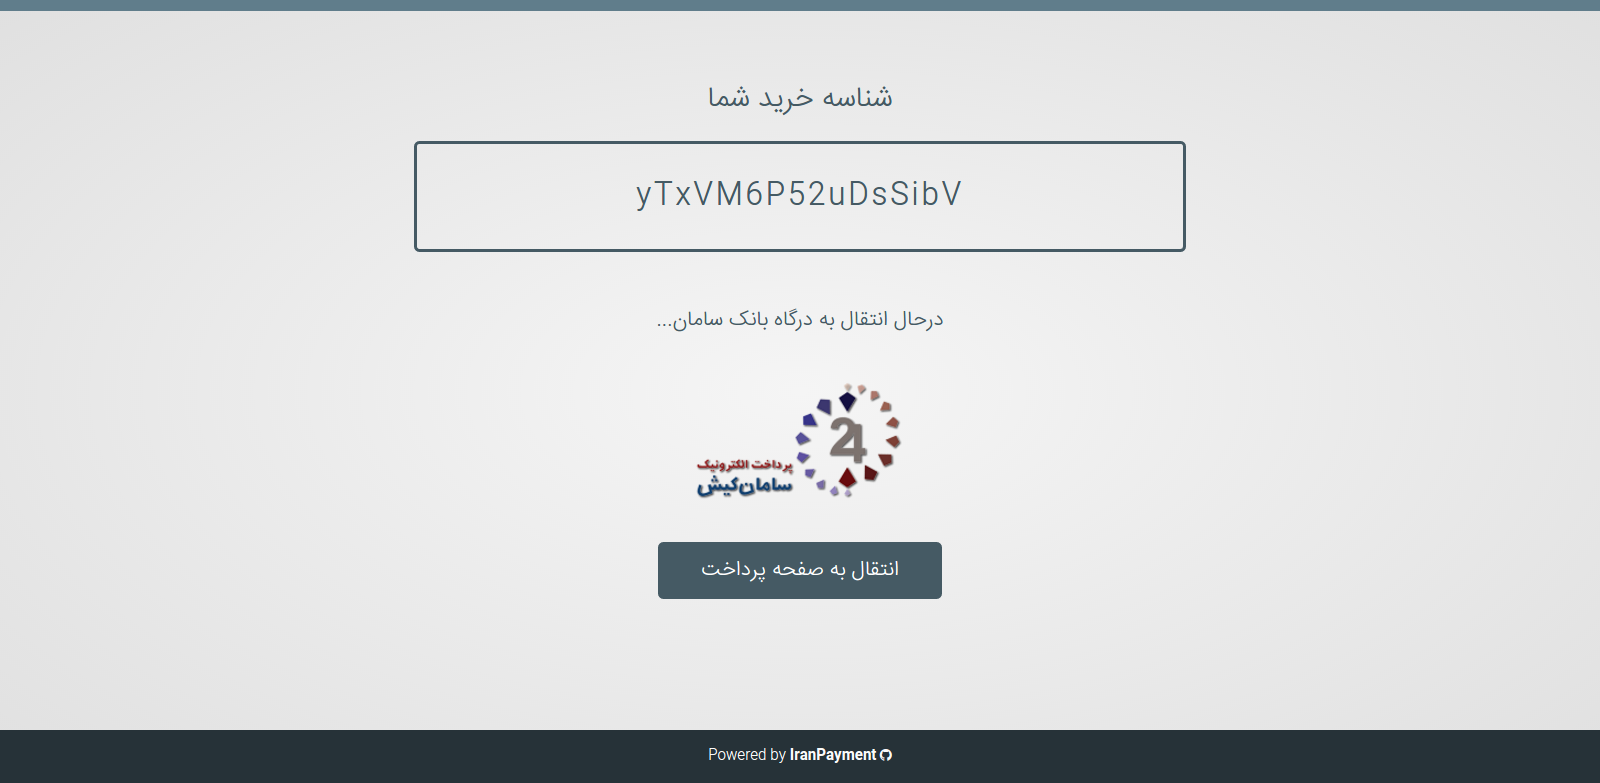 شناسه خرید شما
yTxVM6P52uDsSibV
درحال انتقال به درگاه بانک سامان...
24
پرداخت الکترونیک
سامان‌کیش
انتقال به صفحه پرداخت
Powered by IranPayment